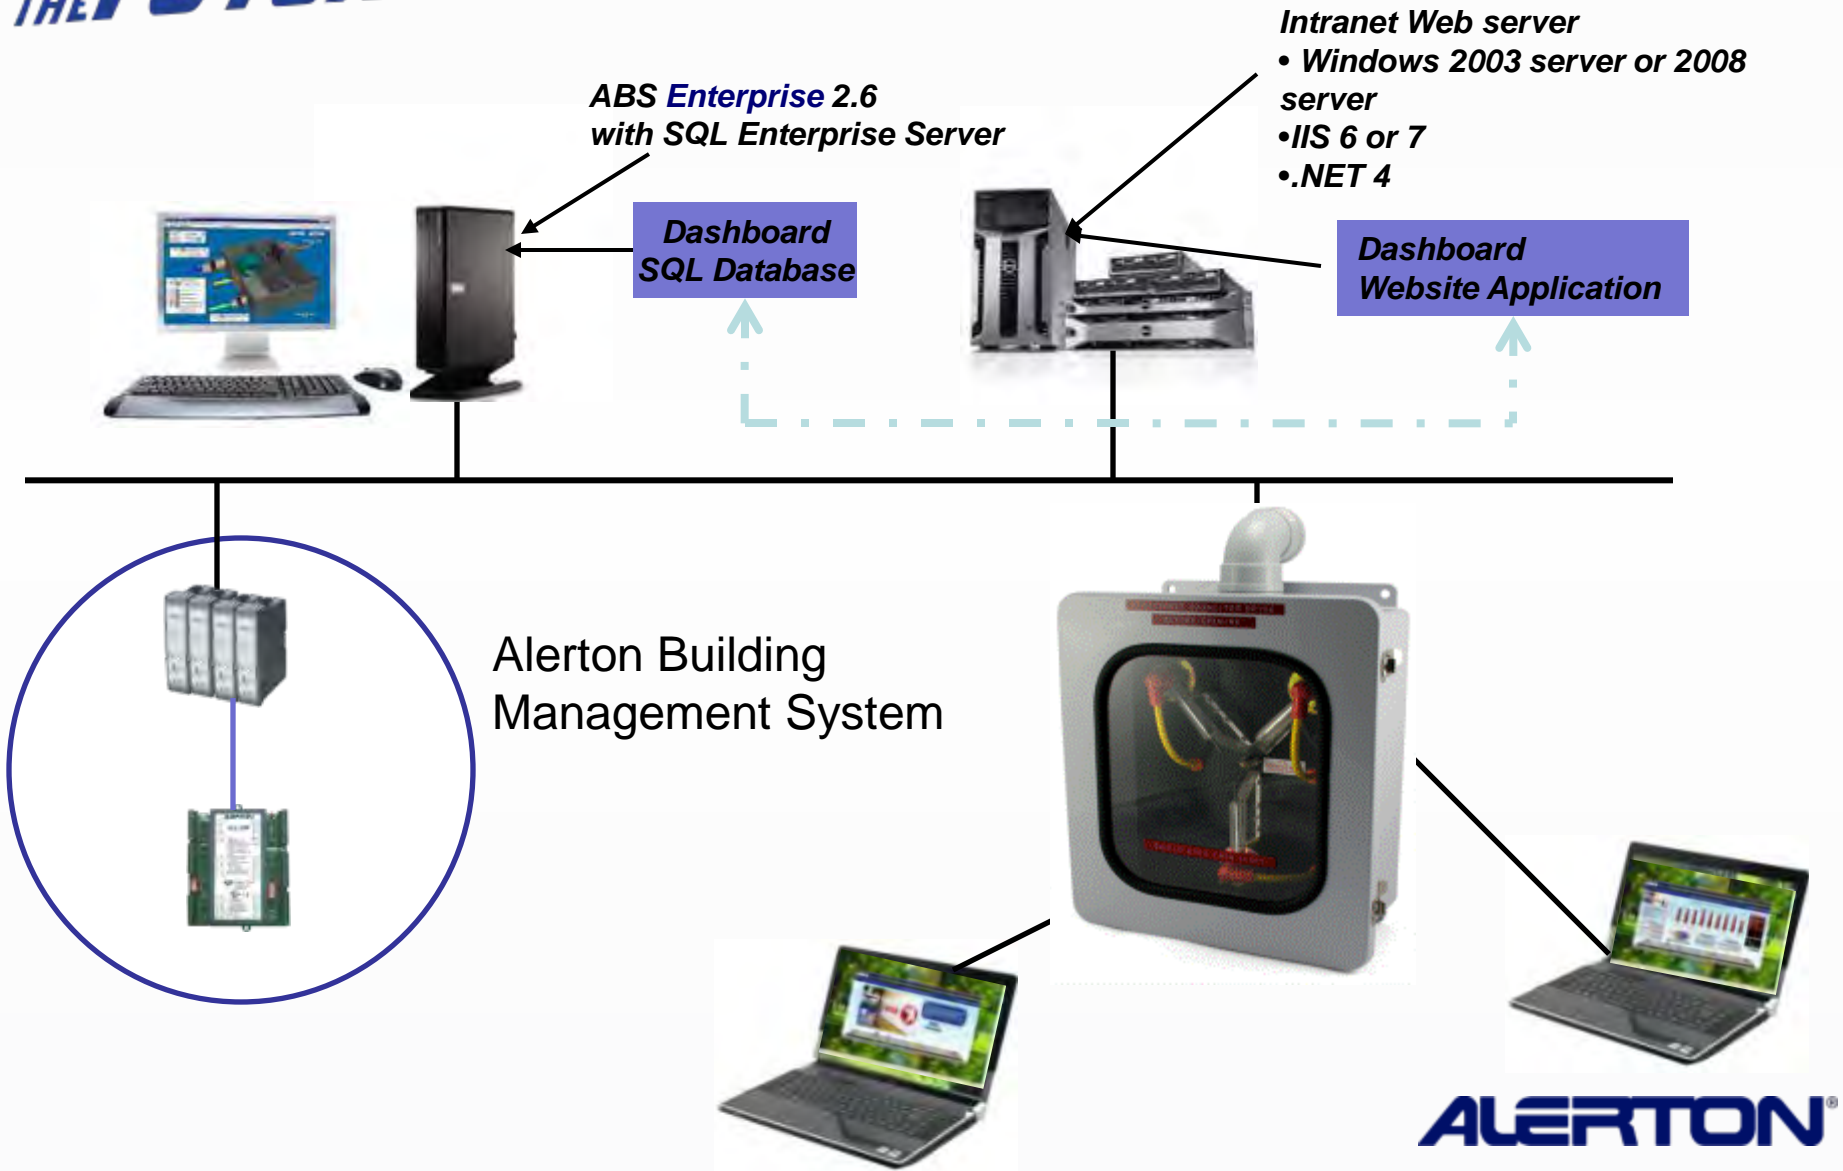 THE
Intranet Web server
• Windows 2003 server or 2008
server
•IIS 6 or 7
•.NET 4
ABS Enterprise 2.6
with SQL Enterprise Server
Dashboard
SQL Database
Dashboard
Website Application
Alerton Building
Management System
ALERTON®